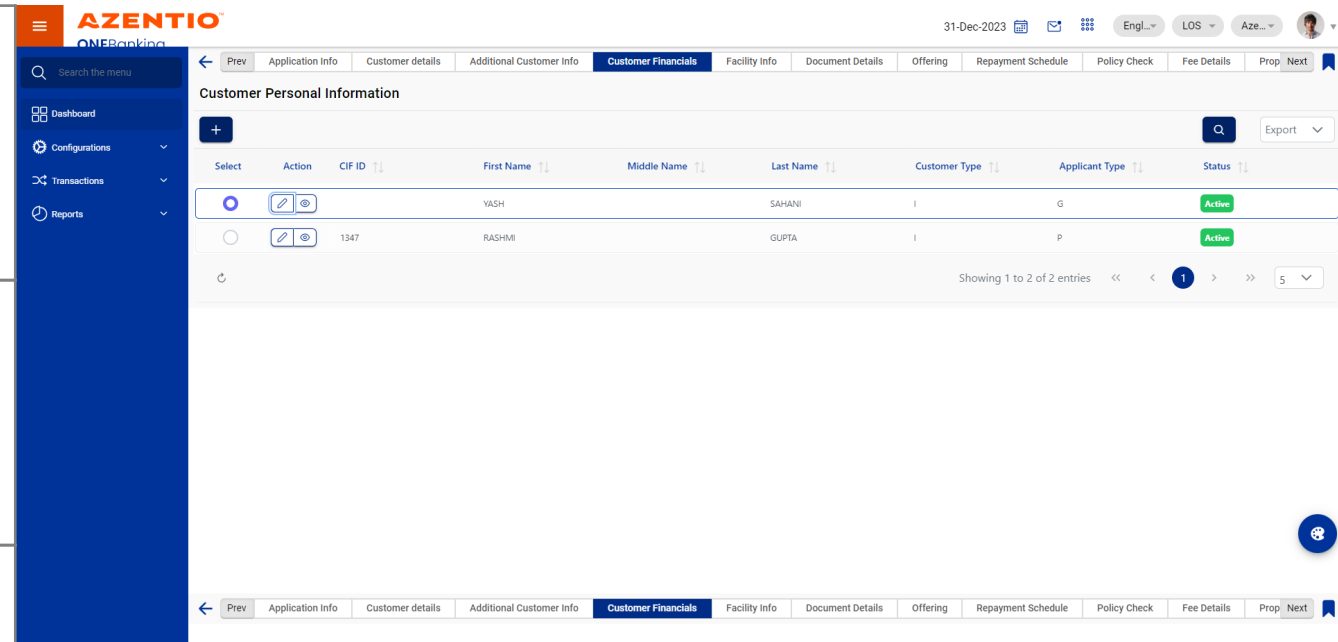 AZENTIO™
ONEBanking
31-Dec-2023 Engl... LOS Aze...
Search the menu
Dashboard
Configurations
Transactions
Reports
Prev Application Info Customer details Additional Customer Info Customer Financials Facility Info Document Details Offering Repayment Schedule Policy Check Fee Details Prop Next
Customer Personal Information
+ Export
Select Action CIF ID First Name Middle Name Last Name Customer Type Applicant Type Status
YASH SAHANI I G Active
1347 RASHMI GUPTA I P Active
Showing 1 to 2 of 2 entries << < 1 > >> 5
Prev Application Info Customer details Additional Customer Info Customer Financials Facility Info Document Details Offering Repayment Schedule Policy Check Fee Details Prop Next